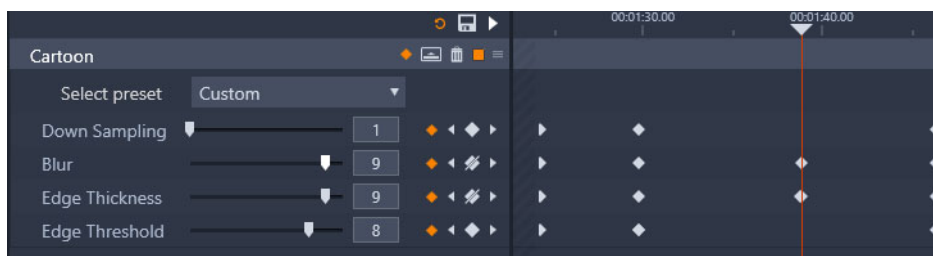 00:01:30.00 00:01:40.00
Cartoon
Select preset Custom
Down Sampling 1
Blur 9
Edge Thickness 9
Edge Threshold 8